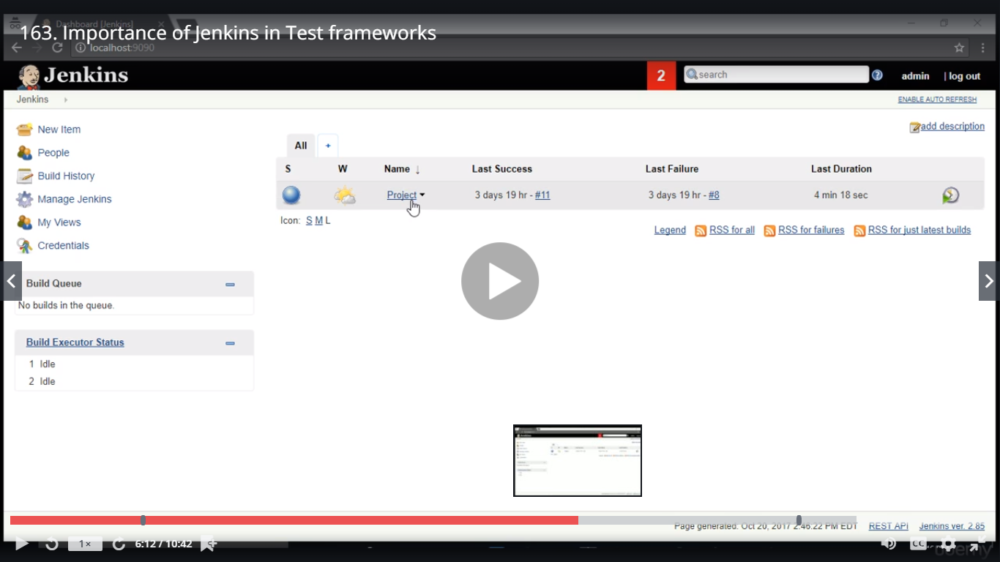 Dashboard [Jenkins]
163. Importance of Jenkins in Test frameworks
localhost:9090
Jenkins
2
search
admin
| log out
Jenkins
ENABLE AUTO REFRESH
New Item
People
Build History
Manage Jenkins
My Views
Credentials
add description
All
+
S W Name ↓ Last Success Last Failure Last Duration
Project 3 days 19 hr - #11 3 days 19 hr - #8 4 min 18 sec
Icon: S M L
Legend RSS for all RSS for failures RSS for just latest builds
Build Queue
No builds in the queue.
Build Executor Status
1 Idle
2 Idle
Page generated: Oct 20, 2017 2:46:22 PM EDT REST API Jenkins ver. 2.85
1×
6:12 / 10:42
CC
udemy